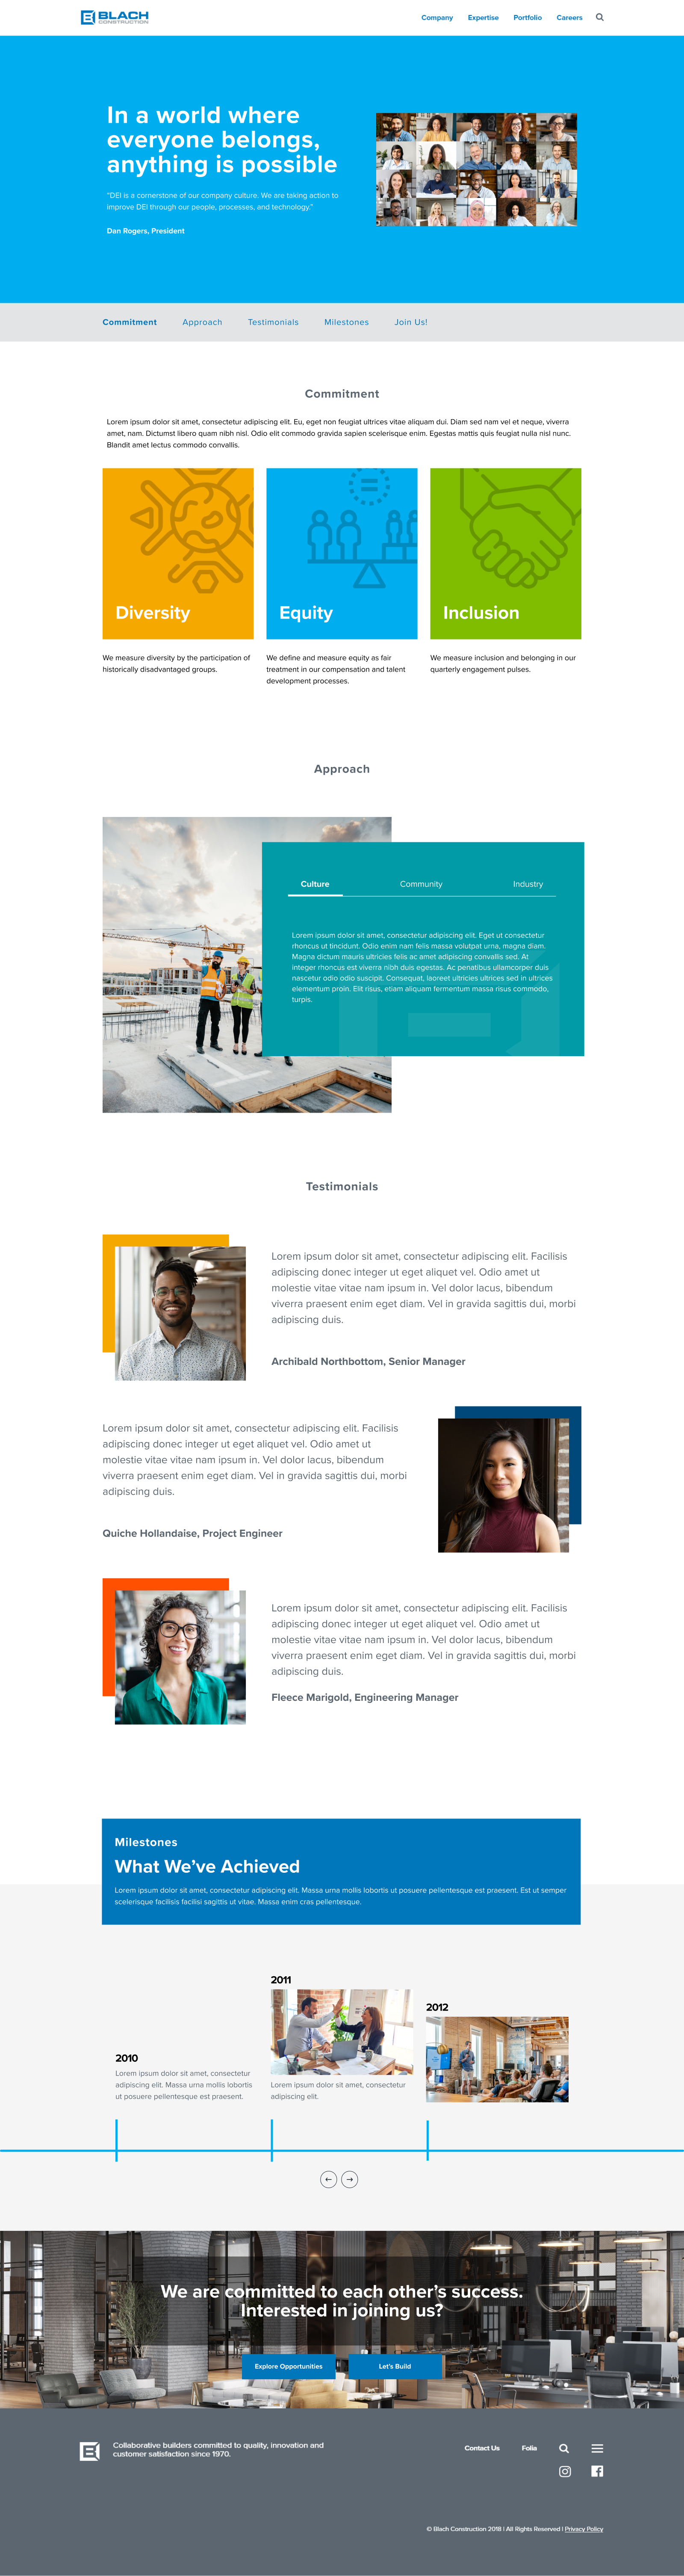 BLACH
CONSTRUCTION
Company Expertise Portfolio Careers
In a world where
everyone belongs,
anything is possible
“DEI is a cornerstone of our company culture. We are taking action to
improve DEI through our people, processes, and technology.”
Dan Rogers, President
Commitment Approach Testimonials Milestones Join Us!
Commitment
Lorem ipsum dolor sit amet, consectetur adipiscing elit. Eu, eget non feugiat ultrices vitae aliquam dui. Diam sed nam vel et neque, viverra
amet, nam. Dictumst libero quam nibh nisl. Odio elit commodo gravida sapien scelerisque enim. Egestas mattis quis feugiat nulla nisl nunc.
Blandit amet lectus commodo convallis.
Diversity
We measure diversity by the participation of
historically disadvantaged groups.
Equity
We define and measure equity as fair
treatment in our compensation and talent
development processes.
Inclusion
We measure inclusion and belonging in our
quarterly engagement pulses.
Approach
Culture Community Industry
Lorem ipsum dolor sit amet, consectetur adipiscing elit. Eget ut consectetur
rhoncus ut tincidunt. Odio enim nam felis massa volutpat urna, magna diam.
Magna dictum mauris ultricies felis ac amet adipiscing convallis sed. At
integer rhoncus est viverra nibh duis egestas. Ac penatibus ullamcorper duis
nascetur odio odio suscipit. Consequat, laoreet ultricies ultrices sed in ultrices
elementum proin. Elit risus, etiam aliquam fermentum massa risus commodo,
turpis.
Testimonials
Lorem ipsum dolor sit amet, consectetur adipiscing elit. Facilisis
adipiscing donec integer ut eget aliquet vel. Odio amet ut
molestie vitae vitae nam ipsum in. Vel dolor lacus, bibendum
viverra praesent enim eget diam. Vel in gravida sagittis dui, morbi
adipiscing duis.
Archibald Northbottom, Senior Manager
Lorem ipsum dolor sit amet, consectetur adipiscing elit. Facilisis
adipiscing donec integer ut eget aliquet vel. Odio amet ut
molestie vitae vitae nam ipsum in. Vel dolor lacus, bibendum
viverra praesent enim eget diam. Vel in gravida sagittis dui, morbi
adipiscing duis.
Quiche Hollandaise, Project Engineer
Lorem ipsum dolor sit amet, consectetur adipiscing elit. Facilisis
adipiscing donec integer ut eget aliquet vel. Odio amet ut
molestie vitae vitae nam ipsum in. Vel dolor lacus, bibendum
viverra praesent enim eget diam. Vel in gravida sagittis dui, morbi
adipiscing duis.
Fleece Marigold, Engineering Manager
Milestones
What We’ve Achieved
Lorem ipsum dolor sit amet, consectetur adipiscing elit. Massa urna mollis lobortis ut posuere pellentesque est praesent. Est ut semper
scelerisque facilisis facilisi sagittis ut vitae. Massa enim cras pellentesque.
2010
Lorem ipsum dolor sit amet, consectetur
adipiscing elit. Massa urna mollis lobortis
ut posuere pellentesque est praesent.
2011
Lorem ipsum dolor sit amet, consectetur
adipiscing elit.
2012
We are committed to each other’s success.
Interested in joining us?
Explore Opportunities Let’s Build
Collaborative builders committed to quality, innovation and
customer satisfaction since 1970.
Contact Us Folia
© Blach Construction 2018 | All Rights Reserved | Privacy Policy